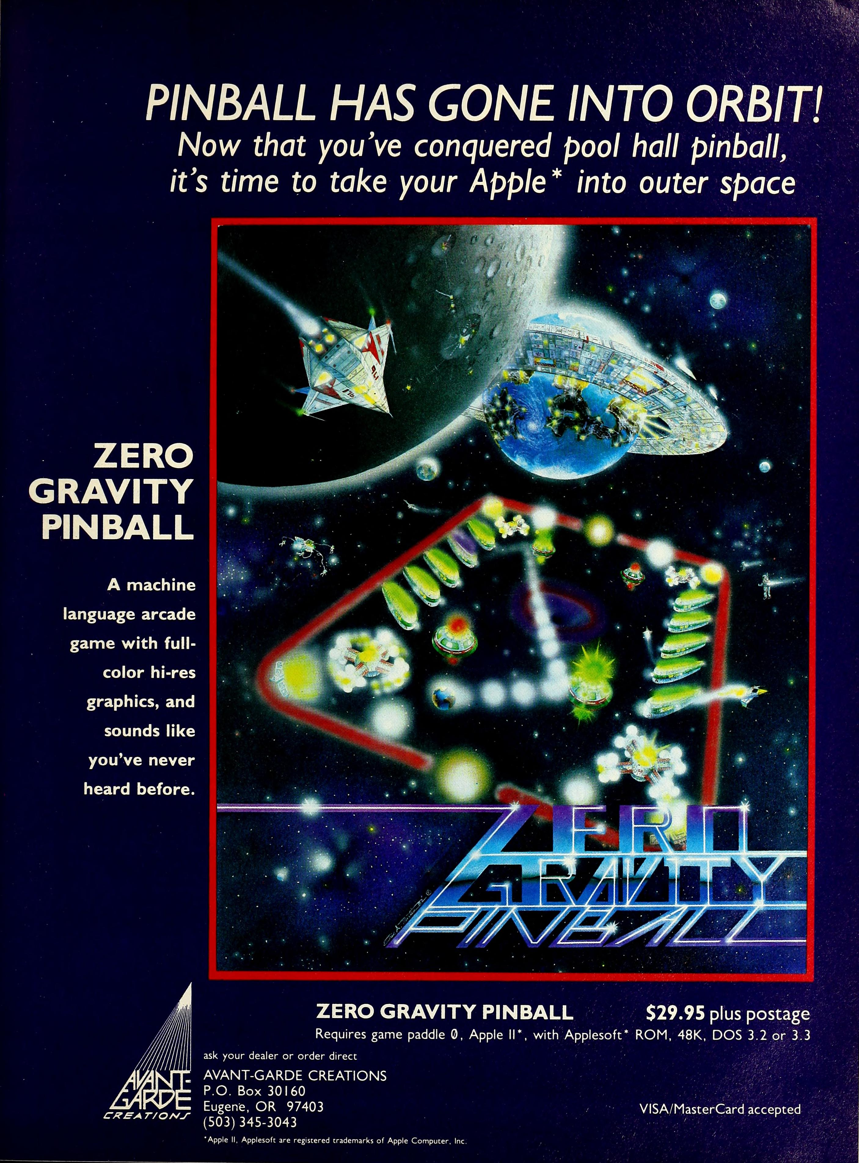 PINBALL HAS GONE INTO ORBIT!
Now that you've conquered pool hall pinball,
it's time to take your Apple* into outer space
ZERO
GRAVITY
PINBALL
A machine
language arcade
game with full-
color hi-res
graphics, and
sounds like
you've never
heard before.
ZERO
GRAVITY
PINBALL
ZERO GRAVITY PINBALL $29.95 plus postage
Requires game paddle 0, Apple II*, with Applesoft* ROM, 48K, DOS 3.2 or 3.3
ask your dealer or order direct
AVANT-GARDE CREATIONS
P.O. Box 30160
Eugene, OR 97403
(503) 345-3043
VISA/MasterCard accepted
*Apple II, Applesoft are registered trademarks of Apple Computer, Inc.
AVANT-
GARDE
CREATIONS